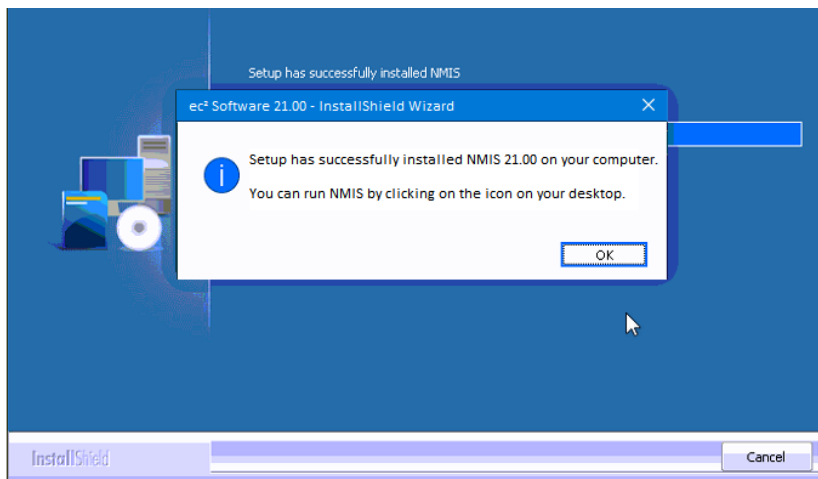 Setup has successfully installed NMIS
ec² Software 21.00 - InstallShield Wizard
Setup has successfully installed NMIS 21.00 on your computer.
You can run NMIS by clicking on the icon on your desktop.
OK
InstallShield
Cancel